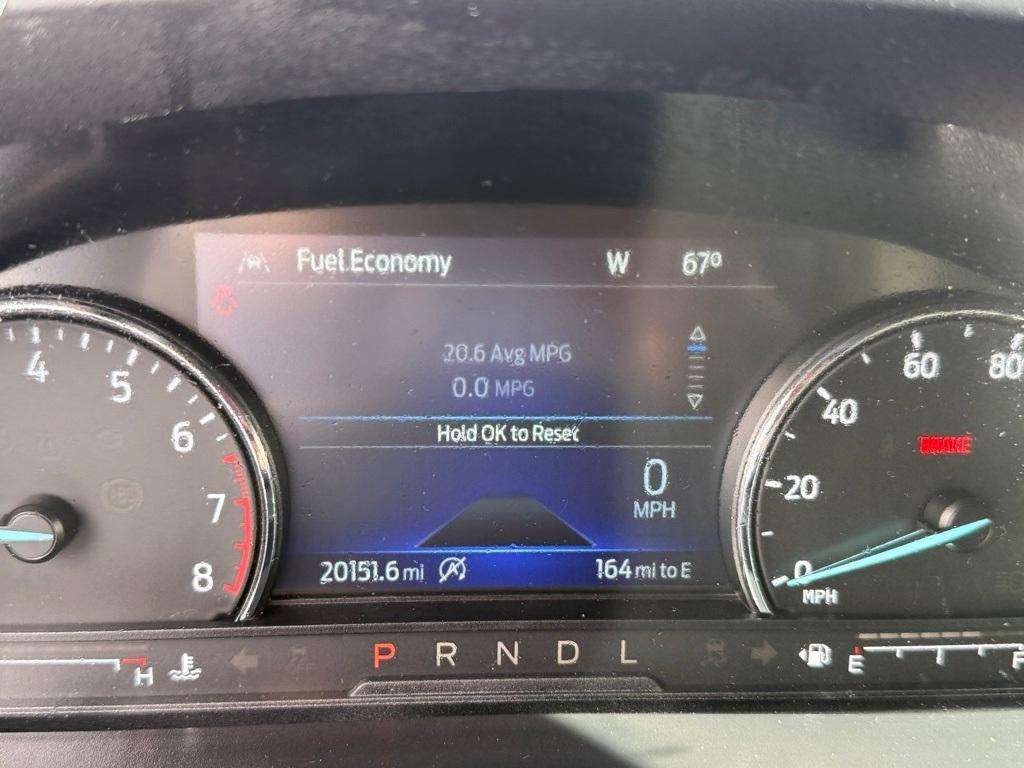 Fuel Economy W 67º
20.6 Avg MPG
0.0 MPG
Hold OK to Reset
0
MPH
20151.6 mi A 164 mi to E
4
5
6
7
8
60
80
40
BRAKE
20
0
MPH
H
P R N D L
E
F